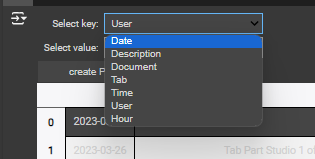 Select key: User
Select value:
Date
Description
Document
Tab
Time
User
Hour
create P
0 2023-03
1 2023-03-26 Tab Part Studio 1 of